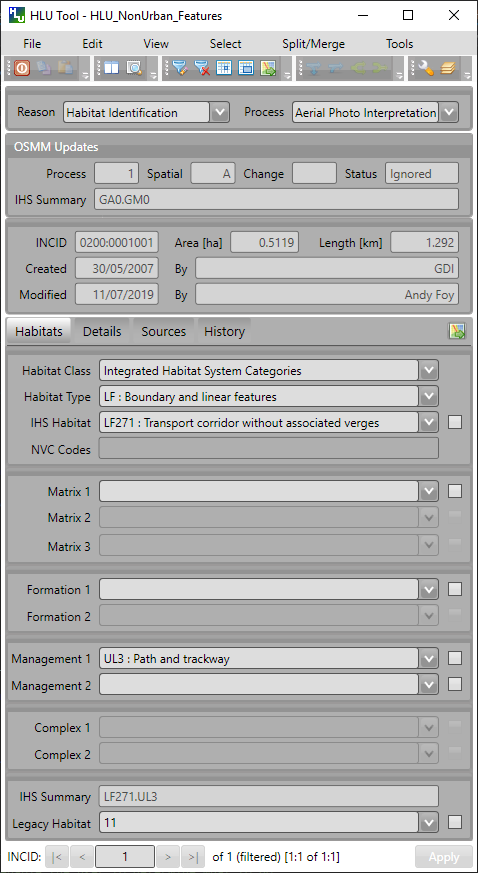 HLU HLU Tool - HLU_NonUrban_Features
File Edit View Select Split/Merge Tools
Reason Habitat Identification Process Aerial Photo Interpretation
OSMM Updates
Process 1 Spatial A Change Status Ignored
IHS Summary GA0.GM0
INCID 0200:0001001 Area [ha] 0.5119 Length [km] 1.292
Created 30/05/2007 By GDI
Modified 11/07/2019 By Andy Foy
Habitats Details Sources History
Habitat Class Integrated Habitat System Categories
Habitat Type LF : Boundary and linear features
IHS Habitat LF271 : Transport corridor without associated verges
NVC Codes
Matrix 1
Matrix 2
Matrix 3
Formation 1
Formation 2
Management 1 UL3 : Path and trackway
Management 2
Complex 1
Complex 2
IHS Summary LF271.UL3
Legacy Habitat 11
INCID: |< < 1 > >| of 1 (filtered) [1:1 of 1:1] Apply